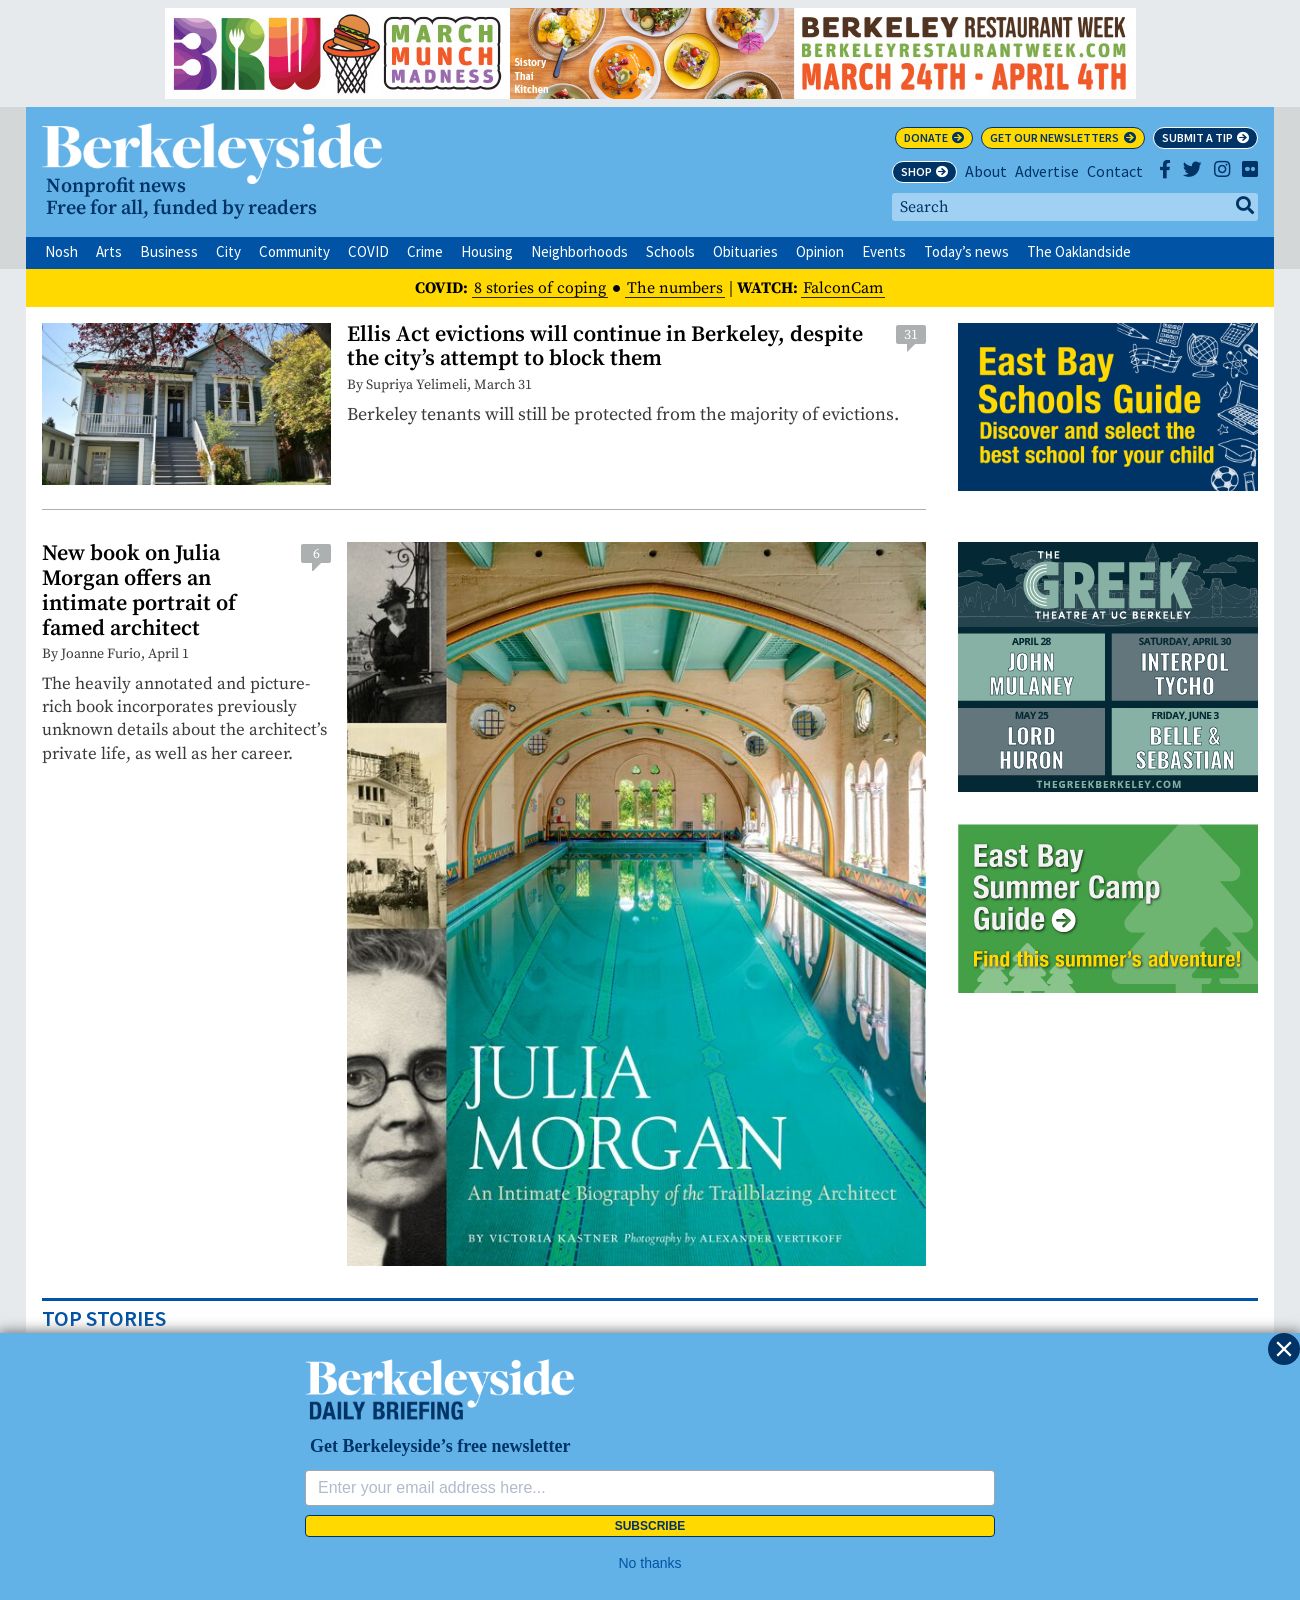 BRW
MARCH
MUNCH
MADNESS
Sistory
Thai
Kitchen
BERKELEY RESTAURANT WEEK
BERKELEYRESTAURANTWEEK.COM
MARCH 24TH - APRIL 4TH
Berkeleyside
Nonprofit news
Free for all, funded by readers
DONATE GET OUR NEWSLETTERS SUBMIT A TIP
SHOP About Advertise Contact
Search
Nosh Arts Business City Community COVID Crime Housing Neighborhoods Schools Obituaries Opinion Events Today’s news The Oaklandside
COVID: 8 stories of coping ● The numbers | WATCH: FalconCam
Ellis Act evictions will continue in Berkeley, despite
the city’s attempt to block them
31
By Supriya Yelimeli, March 31
Berkeley tenants will still be protected from the majority of evictions.
East Bay
Schools Guide
Discover and select the
best school for your child
New book on Julia
Morgan offers an
intimate portrait of
famed architect
6
By Joanne Furio, April 1
The heavily annotated and picture-
rich book incorporates previously
unknown details about the architect’s
private life, as well as her career.
JULIA
MORGAN
An Intimate Biography of the Trailblazing Architect
BY VICTORIA KASTNER Photography by ALEXANDER VERTIKOFF
THE
GREEK
THEATRE AT UC BERKELEY
APRIL 28
JOHN
MULANEY
SATURDAY, APRIL 30
INTERPOL
TYCHO
MAY 25
LORD
HURON
FRIDAY, JUNE 3
BELLE &
SEBASTIAN
THEGREEKBERKELEY.COM
East Bay
Summer Camp
Guide
Find this summer’s adventure!
TOP STORIES
Berkeleyside
DAILY BRIEFING
Get Berkeleyside’s free newsletter
Enter your email address here...
SUBSCRIBE
No thanks